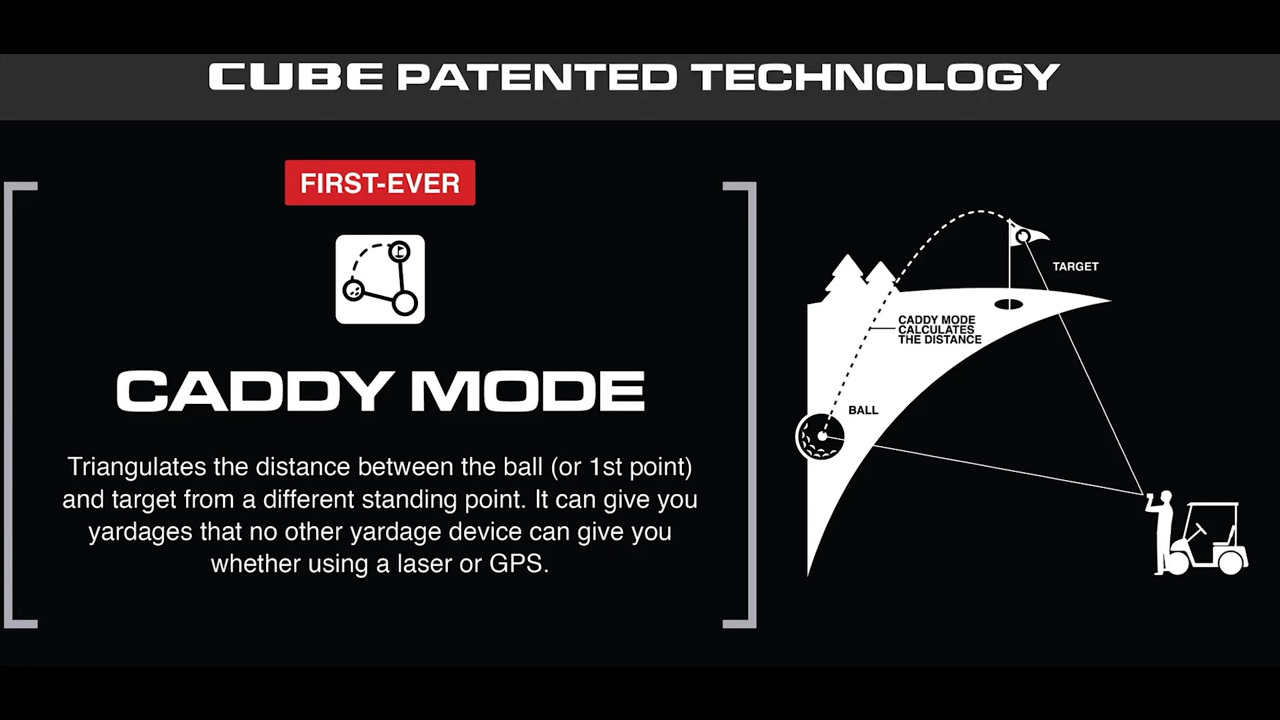 CUBE PATENTED TECHNOLOGY
FIRST-EVER
CADDY MODE
Triangulates the distance between the ball (or 1st point)
and target from a different standing point. It can give you
yardages that no other yardage device can give you
whether using a laser or GPS.
TARGET
CADDY MODE
CALCULATES
THE DISTANCE
BALL